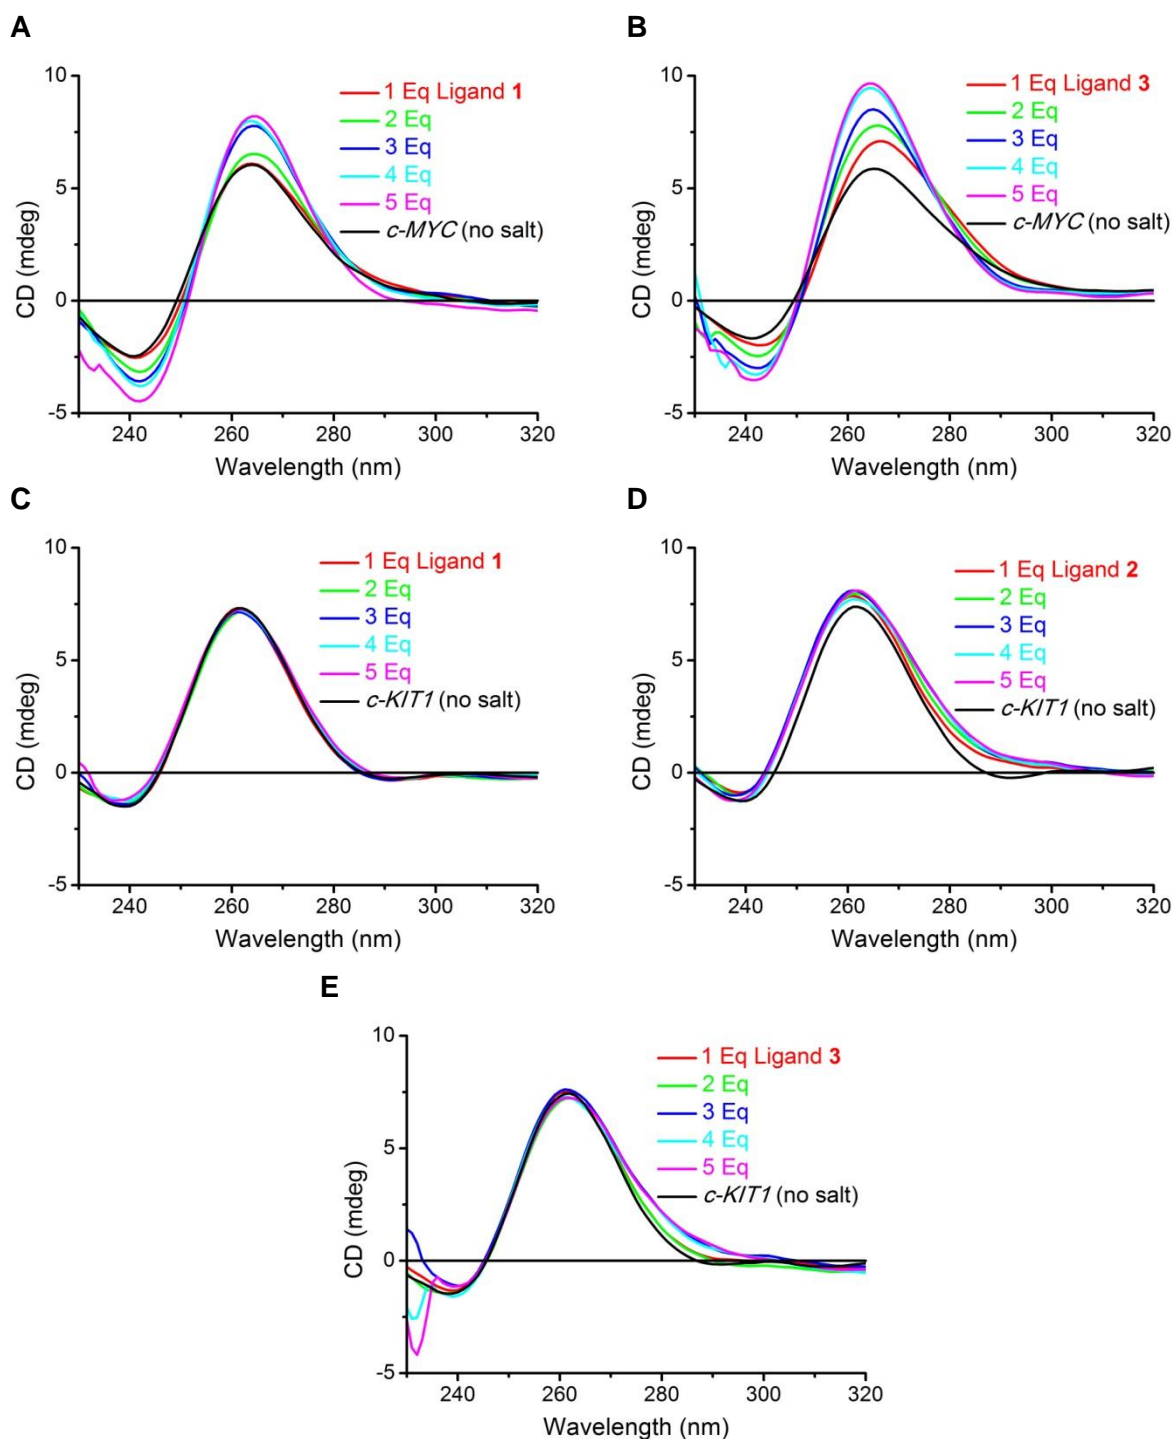 A
10
5
0
-5
CD (mdeg)
1 Eq Ligand 1
2 Eq
3 Eq
4 Eq
5 Eq
c-MYC (no salt)
240 260 280 300 320
Wavelength (nm)
B
10
5
0
-5
CD (mdeg)
1 Eq Ligand 3
2 Eq
3 Eq
4 Eq
5 Eq
c-MYC (no salt)
240 260 280 300 320
Wavelength (nm)
C
10
5
0
-5
CD (mdeg)
1 Eq Ligand 1
2 Eq
3 Eq
4 Eq
5 Eq
c-KIT1 (no salt)
240 260 280 300 320
Wavelength (nm)
D
10
5
0
-5
CD (mdeg)
1 Eq Ligand 2
2 Eq
3 Eq
4 Eq
5 Eq
c-KIT1 (no salt)
240 260 280 300 320
Wavelength (nm)
E
10
5
0
-5
CD (mdeg)
1 Eq Ligand 3
2 Eq
3 Eq
4 Eq
5 Eq
c-KIT1 (no salt)
240 260 280 300 320
Wavelength (nm)